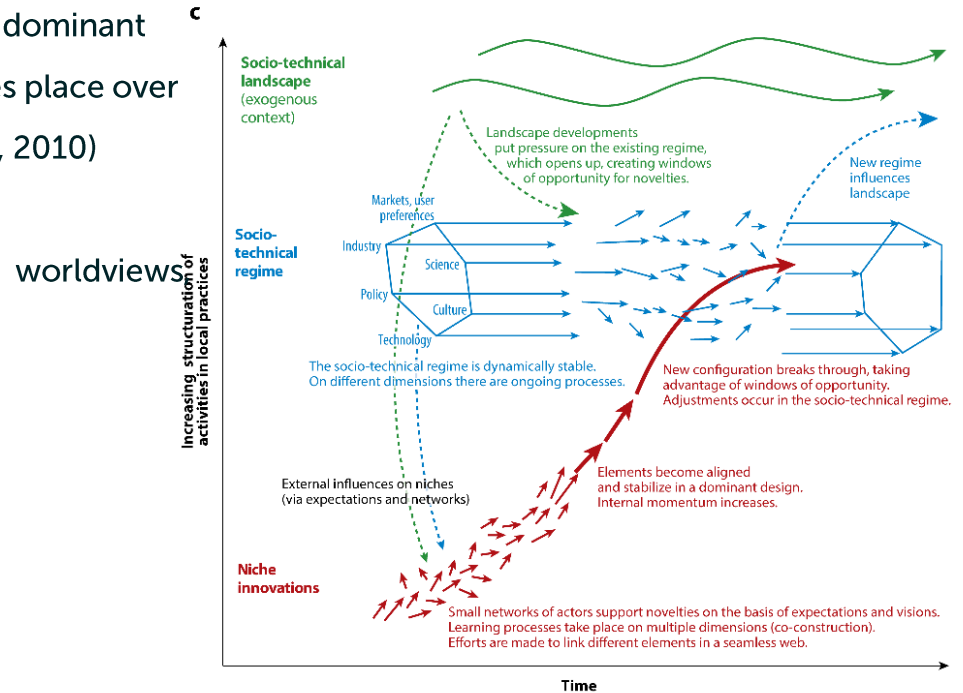 dominant
es place over
, 2010)
worldviews
c
Socio-technical
landscape
(exogenous
context)
Landscape developments
put pressure on the existing regime,
which opens up, creating windows
of opportunity for novelties.
New regime
influences
landscape
Markets, user
preferences
Socio-
technical
regime
Industry
Science
Policy
Culture
Technology
Increasing structuration of
activities in local practices
The socio-technical regime is dynamically stable.
On different dimensions there are ongoing processes.
New configuration breaks through, taking
advantage of windows of opportunity.
Adjustments occur in the socio-technical regime.
External influences on niches
(via expectations and networks)
Elements become aligned
and stabilize in a dominant design.
Internal momentum increases.
Niche
innovations
Small networks of actors support novelties on the basis of expectations and visions.
Learning processes take place on multiple dimensions (co-construction).
Efforts are made to link different elements in a seamless web.
Time